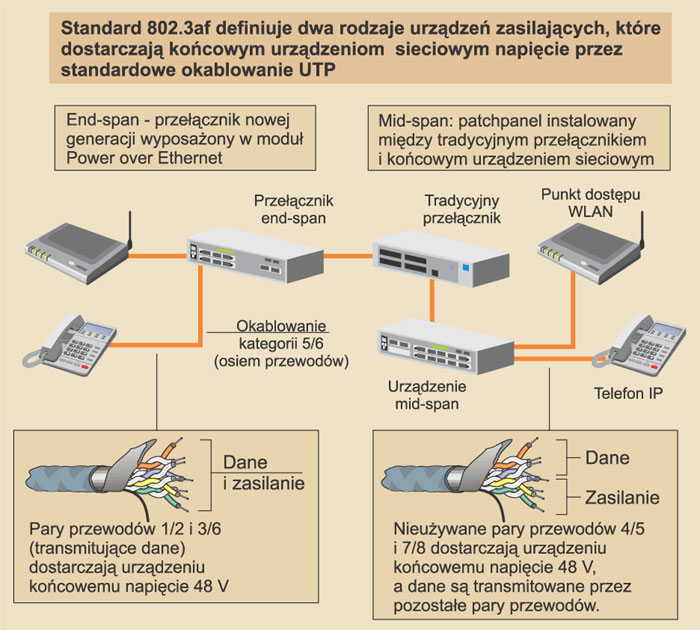 Standard 802.3af definiuje dwa rodzaje urządzeń zasilających, które
dostarczają końcowym urządzeniom sieciowym napięcie przez
standardowe okablowanie UTP
End-span - przełącznik nowej
generacji wyposażony w moduł
Power over Ethernet
Mid-span: patchpanel instalowany
między tradycyjnym przełącznikiem
i końcowym urządzeniem sieciowym
Przełącznik
end-span
Tradycyjny
przełącznik
Punkt dostępu
WLAN
Okablowanie
kategorii 5/6
(osiem przewodów)
Urządzenie
mid-span
Telefon IP
Dane
i zasilanie
Pary przewodów 1/2 i 3/6
(transmitujące dane)
dostarczają urządzeniu
końcowemu napięcie 48 V
Dane
Zasilanie
Nieużywane pary przewodów 4/5
i 7/8 dostarczają urządzeniu
końcowemu napięcie 48 V,
a dane są transmitowane przez
pozostałe pary przewodów.